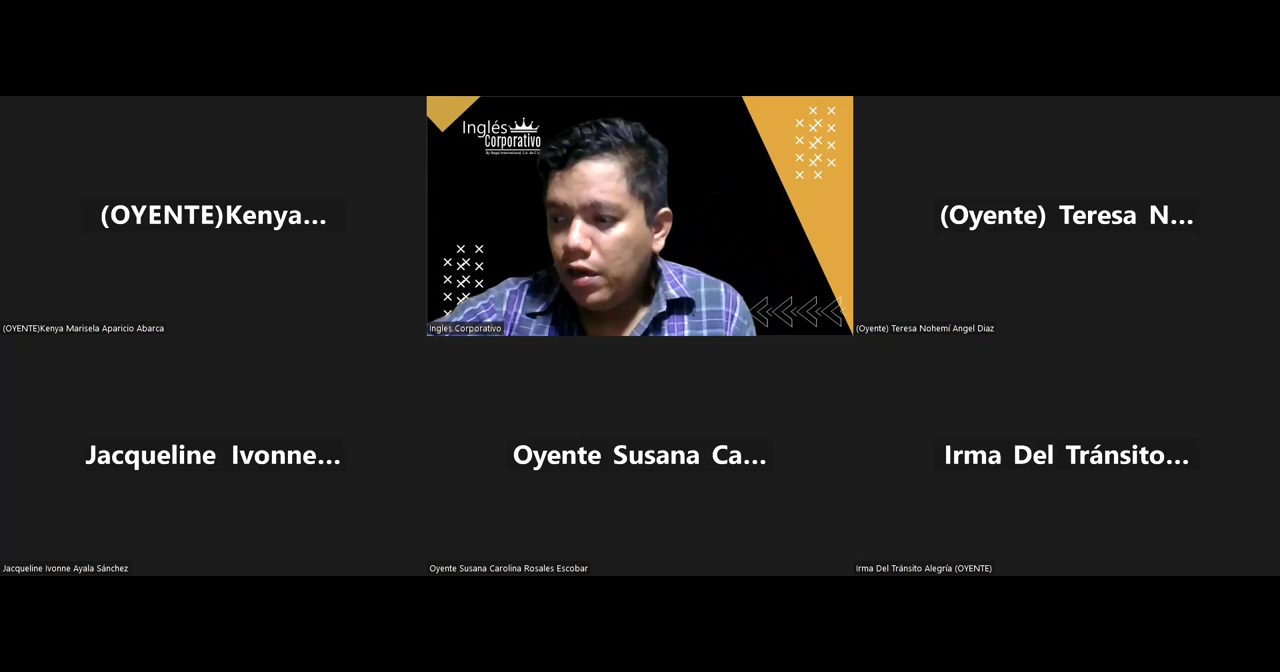 (OYENTE)Kenya...
(OYENTE)Kenya Marisela Aparicio Abarca
Inglés
Corporativo
Ingles Corporativo
(Oyente) Teresa N...
(Oyente) Teresa Nohemí Angel Diaz
Jacqueline Ivonne...
Jacqueline Ivonne Ayala Sánchez
Oyente Susana Ca...
Oyente Susana Carolina Rosales Escobar
Irma Del Tránsito...
Irma Del Tránsito Alegría (OYENTE)